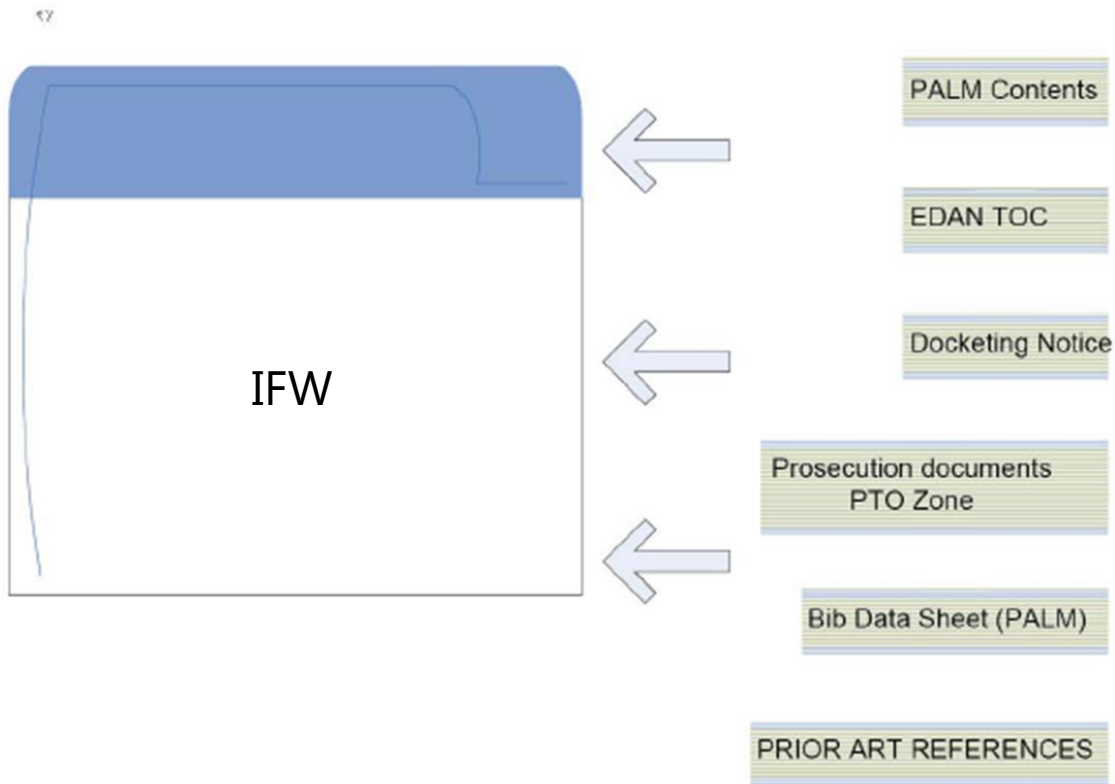 PALM Contents
EDAN TOC
Docketing Notice
IFW
Prosecution documents
PTO Zone
Bib Data Sheet (PALM)
PRIOR ART REFERENCES